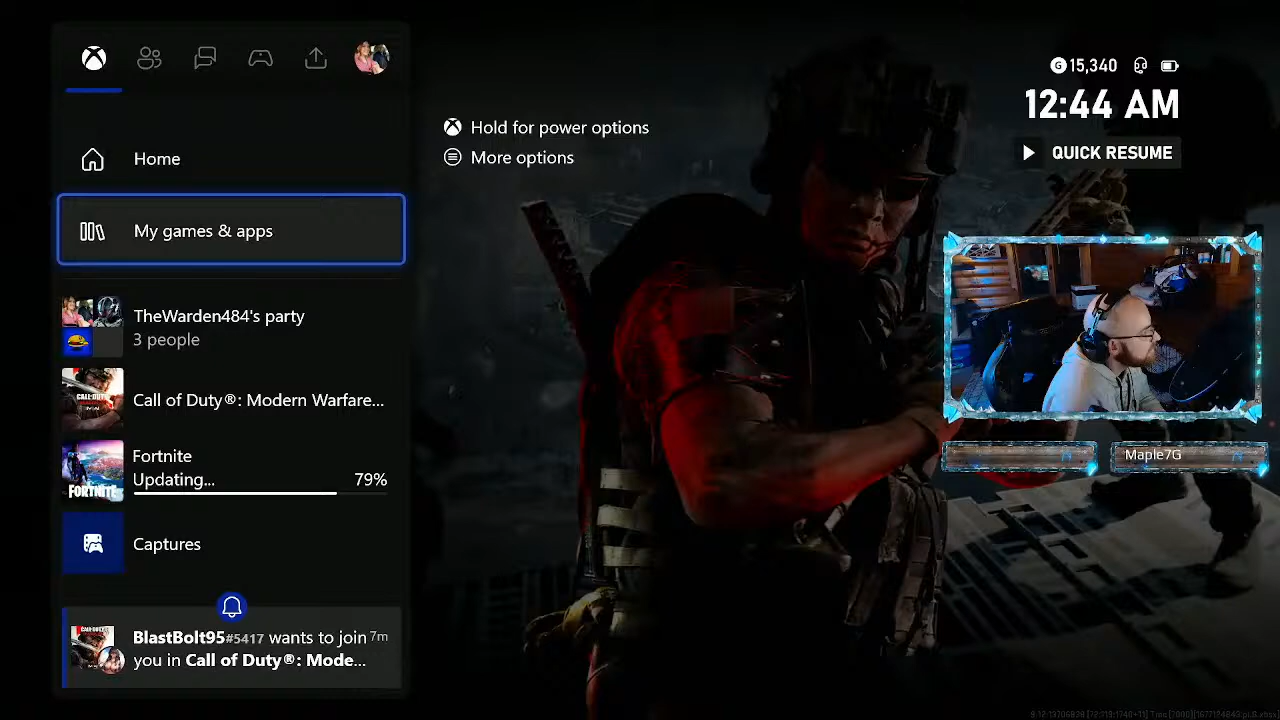 Home
My games & apps
TheWarden484's party
3 people
Call of Duty®: Modern Warfare...
Fortnite
Updating... 79%
FORTNITE
Captures
BlastBolt95#5417 wants to join 7m
you in Call of Duty®: Mode...
Hold for power options
More options
G 15,340
12:44 AM
QUICK RESUME
Maple7G